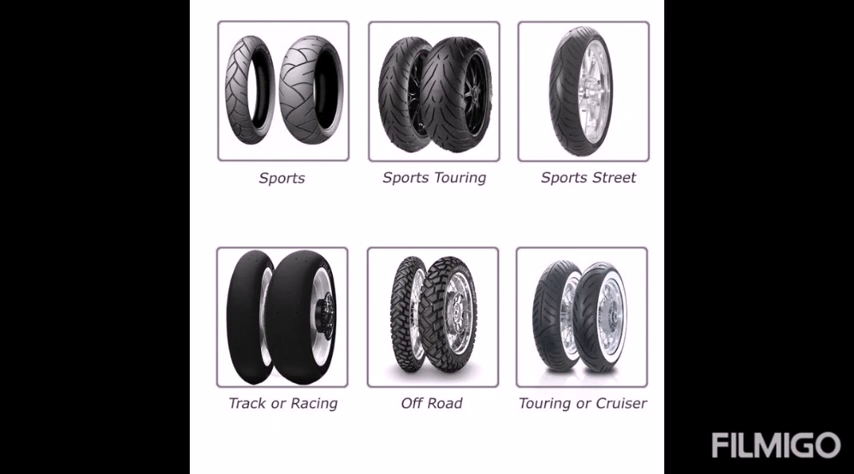 Sports
Sports Touring
Sports Street
Track or Racing
Off Road
Touring or Cruiser
FILMIGO